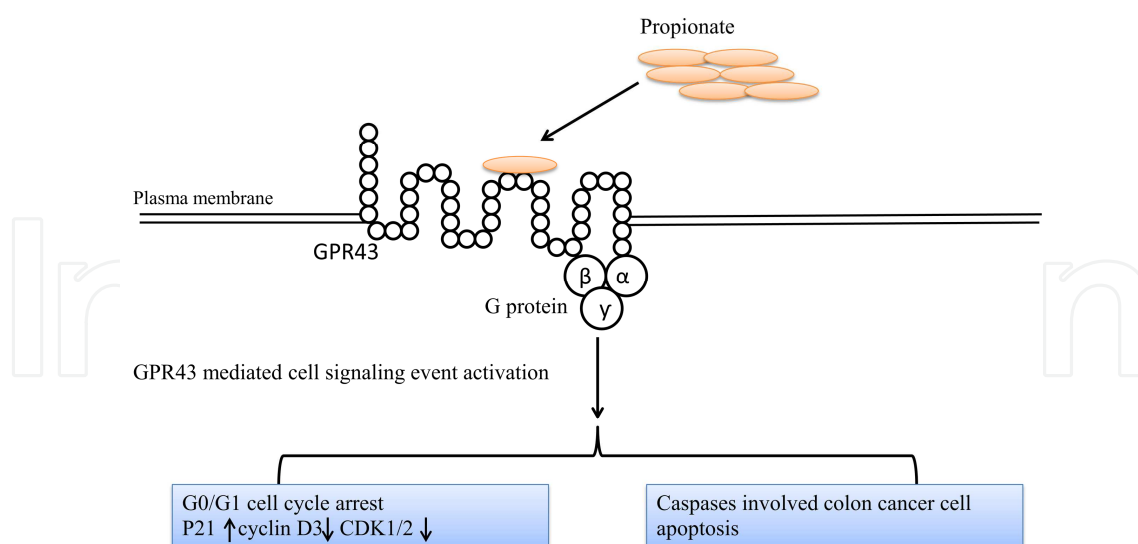 Propionate
Plasma membrane
GPR43
β α
G protein
γ
GPR43 mediated cell signaling event activation
G0/G1 cell cycle arrest
P21 ↑ cyclin D3↓ CDK1/2 ↓
Caspases involved colon cancer cell
apoptosis